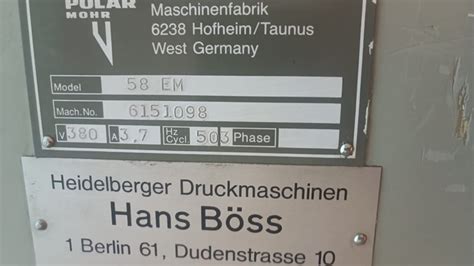 POLAR
MOHR
Maschinenfabrik
6238 Hofheim/Taunus
West Germany
Model 58 EM
Mach.No. 6151098
V 380 A 3,7 Hz Cycl. 50 3 Phase
Heidelberger Druckmaschinen
Hans Böss
1 Berlin 61, Dudenstrasse 10